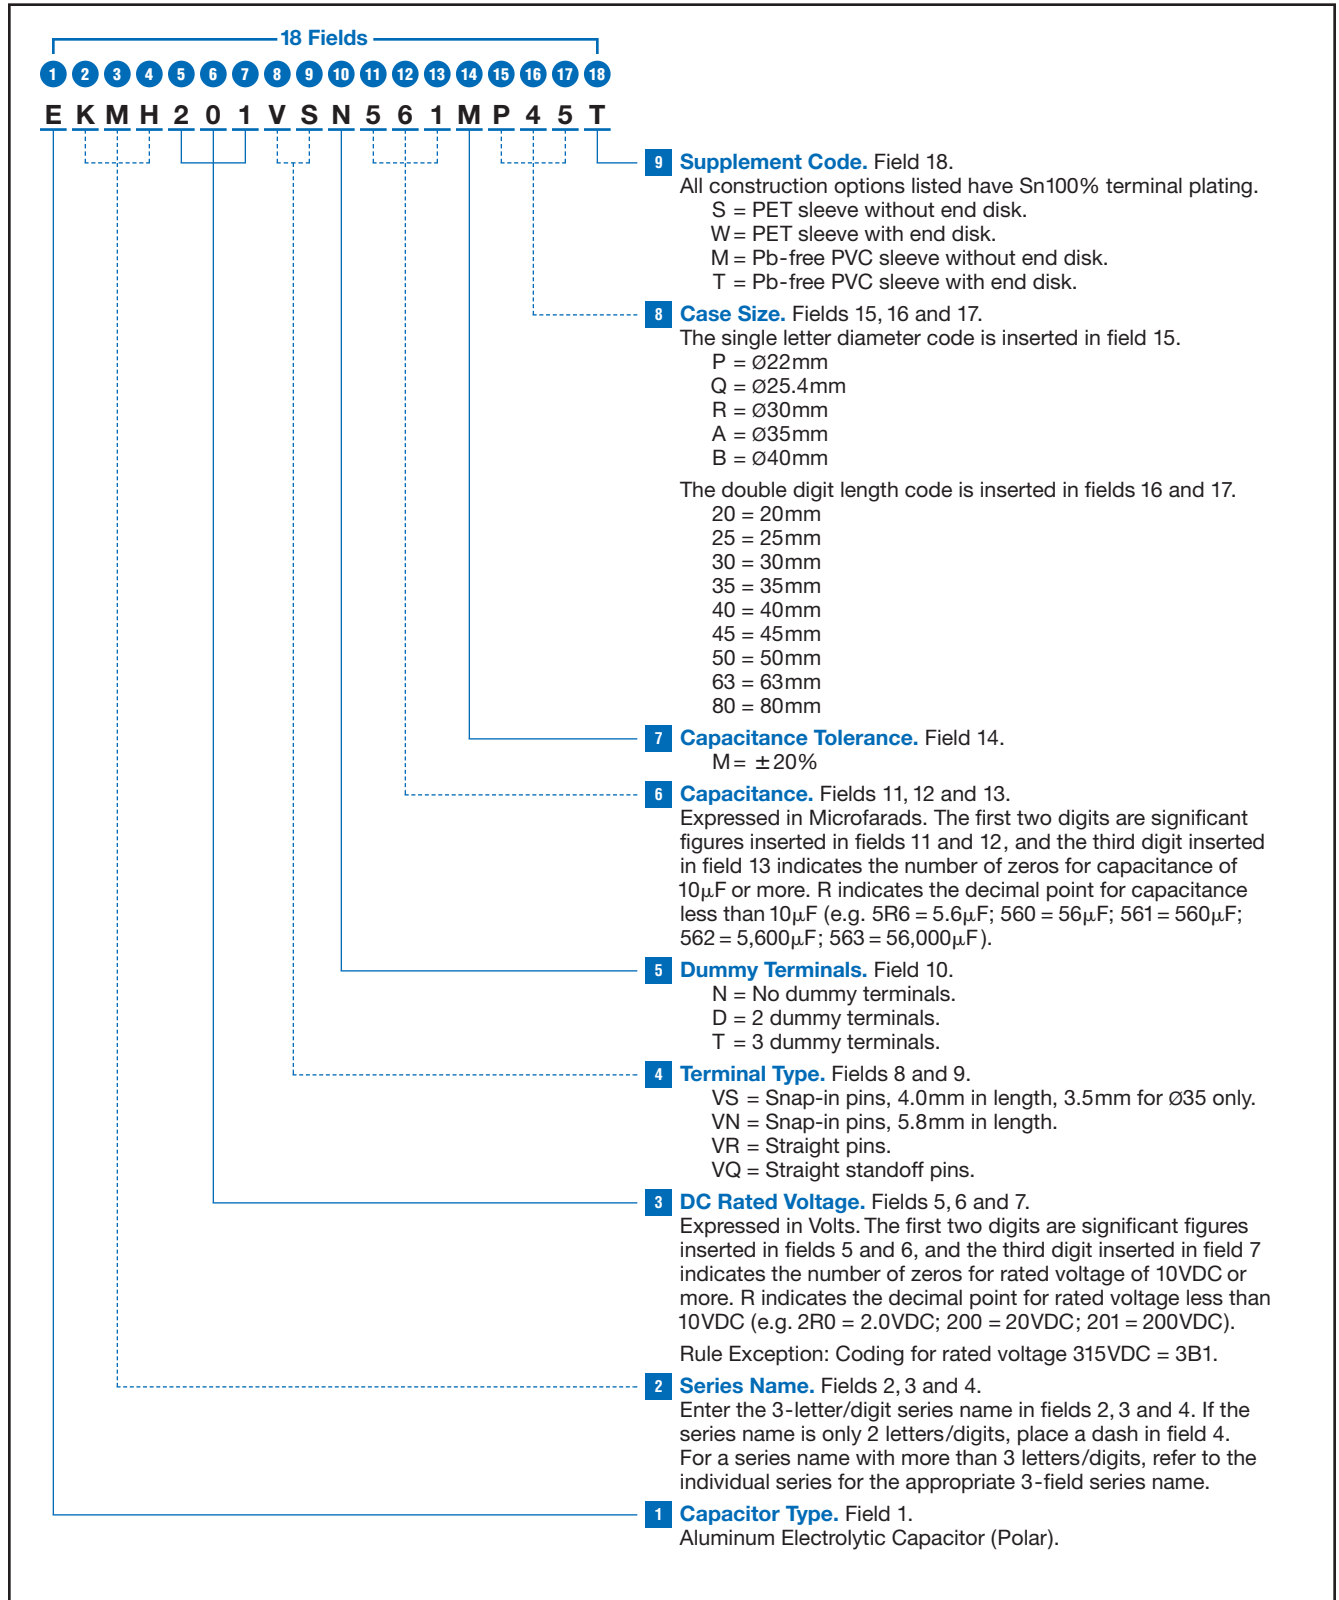 18 Fields
1 2 3 4 5 6 7 8 9 10 11 12 13 14 15 16 17 18
E K M H 2 0 1 V S N 5 6 1 M P 4 5 T
9 Supplement Code. Field 18.
All construction options listed have Sn100% terminal plating.
S = PET sleeve without end disk.
W = PET sleeve with end disk.
M = Pb-free PVC sleeve without end disk.
T = Pb-free PVC sleeve with end disk.
8 Case Size. Fields 15, 16 and 17.
The single letter diameter code is inserted in field 15.
P = Ø22mm
Q = Ø25.4mm
R = Ø30mm
A = Ø35mm
B = Ø40mm
The double digit length code is inserted in fields 16 and 17.
20 = 20mm
25 = 25mm
30 = 30mm
35 = 35mm
40 = 40mm
45 = 45mm
50 = 50mm
63 = 63mm
80 = 80mm
7 Capacitance Tolerance. Field 14.
M = ±20%
6 Capacitance. Fields 11, 12 and 13.
Expressed in Microfarads. The first two digits are significant
figures inserted in fields 11 and 12, and the third digit inserted
in field 13 indicates the number of zeros for capacitance of
10µF or more. R indicates the decimal point for capacitance
less than 10µF (e.g. 5R6 = 5.6µF; 560 = 56µF; 561 = 560µF;
562 = 5,600µF; 563 = 56,000µF).
5 Dummy Terminals. Field 10.
N = No dummy terminals.
D = 2 dummy terminals.
T = 3 dummy terminals.
4 Terminal Type. Fields 8 and 9.
VS = Snap-in pins, 4.0mm in length, 3.5mm for Ø35 only.
VN = Snap-in pins, 5.8mm in length.
VR = Straight pins.
VQ = Straight standoff pins.
3 DC Rated Voltage. Fields 5, 6 and 7.
Expressed in Volts. The first two digits are significant figures
inserted in fields 5 and 6, and the third digit inserted in field 7
indicates the number of zeros for rated voltage of 10VDC or
more. R indicates the decimal point for rated voltage less than
10VDC (e.g. 2R0 = 2.0VDC; 200 = 20VDC; 201 = 200VDC).
Rule Exception: Coding for rated voltage 315VDC = 3B1.
2 Series Name. Fields 2, 3 and 4.
Enter the 3-letter/digit series name in fields 2, 3 and 4. If the
series name is only 2 letters/digits, place a dash in field 4.
For a series name with more than 3 letters/digits, refer to the
individual series for the appropriate 3-field series name.
1 Capacitor Type. Field 1.
Aluminum Electrolytic Capacitor (Polar).